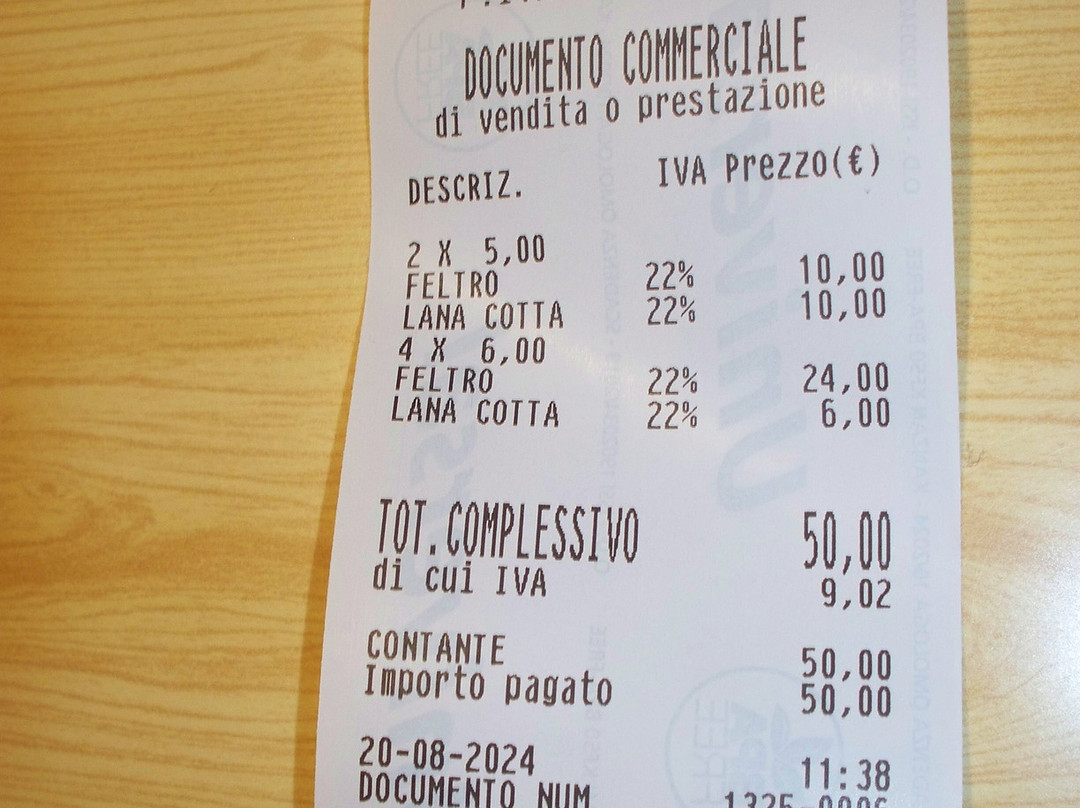 DOCUMENTO COMMERCIALE
di vendita o prestazione
DESCRIZ. IVA Prezzo(€)
2 X 5,00
FELTRO 22% 10,00
LANA COTTA 22% 10,00
4 X 6,00
FELTRO 22% 24,00
LANA COTTA 22% 6,00
TOT.COMPLESSIVO 50,00
di cui IVA 9,02
CONTANTE 50,00
Importo pagato 50,00
20-08-2024 11:38
DOCUMENTO NUM